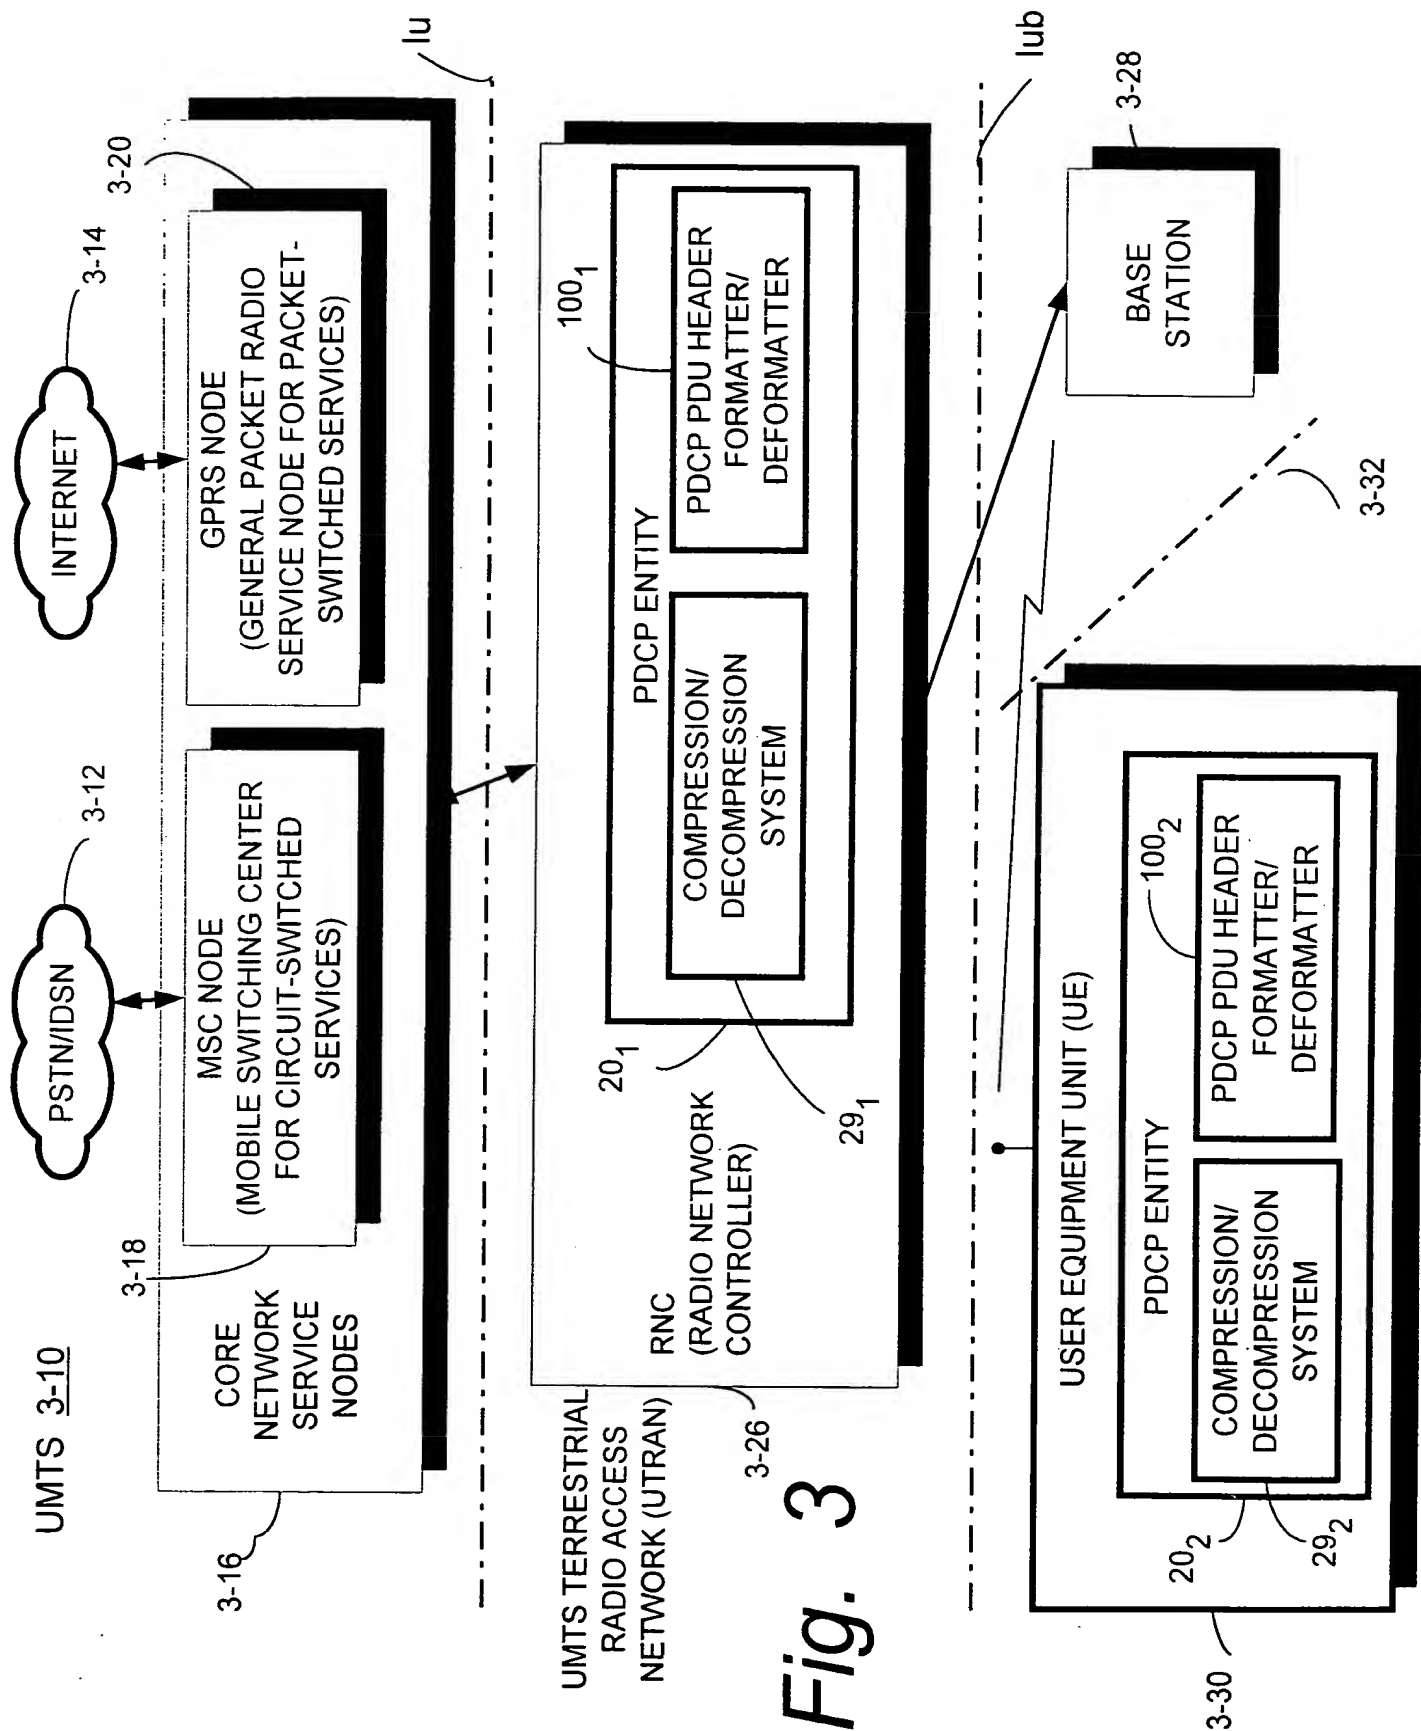 UMTS 3-10
PSTN/IDSN
3-12
INTERNET
3-14
3-16
CORE
NETWORK
SERVICE
NODES
3-18
MSC NODE
(MOBILE SWITCHING CENTER
FOR CIRCUIT-SWITCHED
SERVICES)
3-20
GPRS NODE
(GENERAL PACKET RADIO
SERVICE NODE FOR PACKET-
SWITCHED SERVICES)
Iu
UMTS TERRESTRIAL
RADIO ACCESS
NETWORK (UTRAN)
3-26
RNC
(RADIO NETWORK
CONTROLLER)
20₁
29₁
PDCP ENTITY
COMPRESSION/
DECOMPRESSION
SYSTEM
100₁
PDCP PDU HEADER
FORMATTER/
DEFORMATTER
Iub
3-28
BASE
STATION
3-32
3-30
USER EQUIPMENT UNIT (UE)
PDCP ENTITY
20₂
29₂
COMPRESSION/
DECOMPRESSION
SYSTEM
100₂
PDCP PDU HEADER
FORMATTER/
DEFORMATTER
Fig. 3